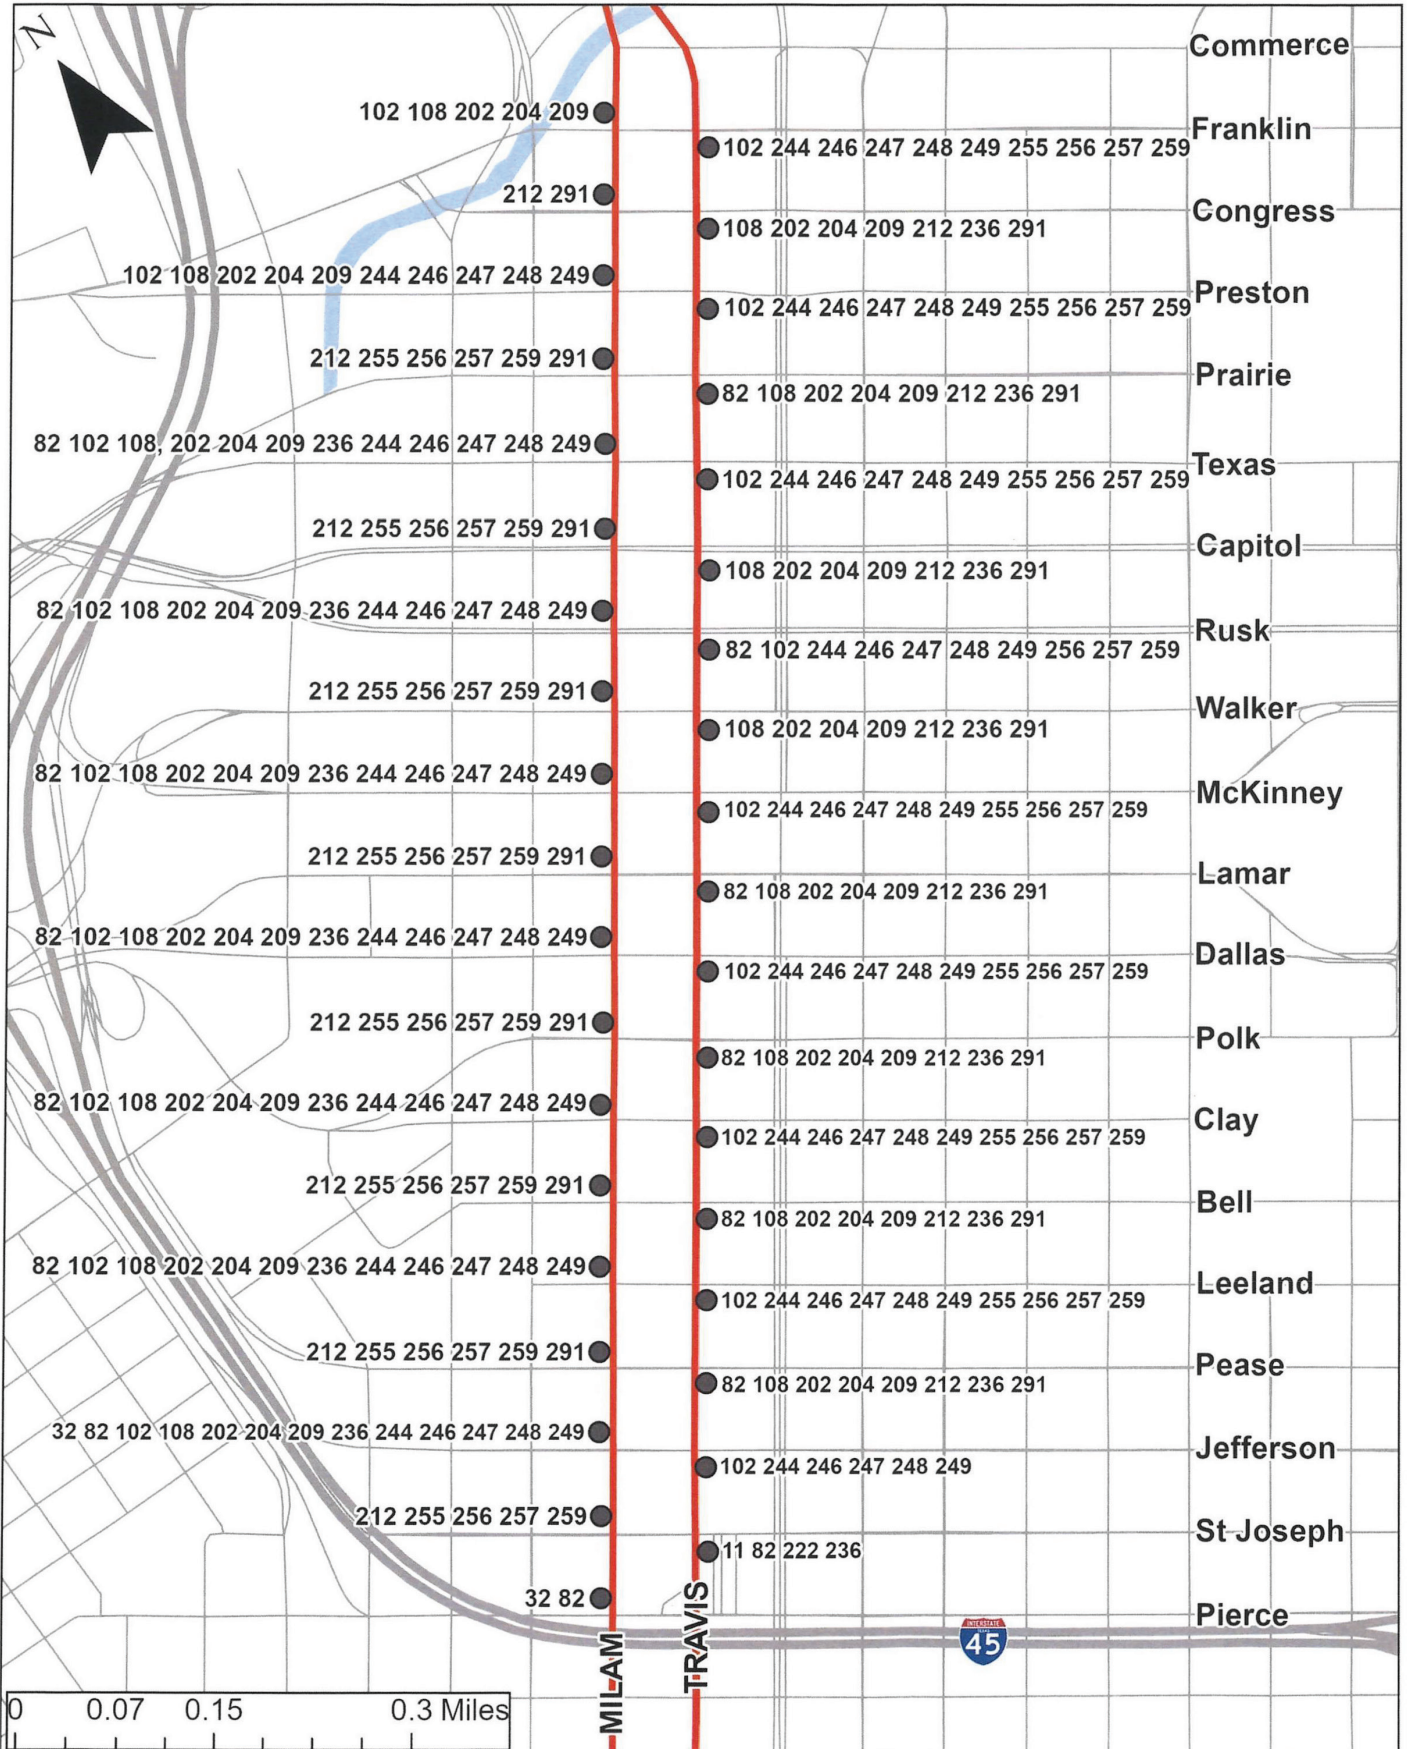 N
Commerce
102 108 202 204 209
Franklin
102 244 246 247 248 249 255 256 257 259
212 291
Congress
108 202 204 209 212 236 291
102 108 202 204 209 244 246 247 248 249
Preston
102 244 246 247 248 249 255 256 257 259
212 255 256 257 259 291
Prairie
82 108 202 204 209 212 236 291
82 102 108, 202 204 209 236 244 246 247 248 249
Texas
102 244 246 247 248 249 255 256 257 259
212 255 256 257 259 291
Capitol
108 202 204 209 212 236 291
82 102 108 202 204 209 236 244 246 247 248 249
Rusk
82 102 244 246 247 248 249 256 257 259
212 255 256 257 259 291
Walker
108 202 204 209 212 236 291
82 102 108 202 204 209 236 244 246 247 248 249
McKinney
102 244 246 247 248 249 255 256 257 259
212 255 256 257 259 291
Lamar
82 108 202 204 209 212 236 291
82 102 108 202 204 209 236 244 246 247 248 249
Dallas
102 244 246 247 248 249 255 256 257 259
212 255 256 257 259 291
Polk
82 108 202 204 209 212 236 291
82 102 108 202 204 209 236 244 246 247 248 249
Clay
102 244 246 247 248 249 255 256 257 259
212 255 256 257 259 291
Bell
82 108 202 204 209 212 236 291
82 102 108 202 204 209 236 244 246 247 248 249
Leeland
102 244 246 247 248 249 255 256 257 259
212 255 256 257 259 291
Pease
82 108 202 204 209 212 236 291
32 82 102 108 202 204 209 236 244 246 247 248 249
Jefferson
102 244 246 247 248 249
212 255 256 257 259
St Joseph
11 82 222 236
32 82
Pierce
MILAM
TRAVIS
INTERSTATE
TEXAS
45
0 0.07 0.15 0.3 Miles